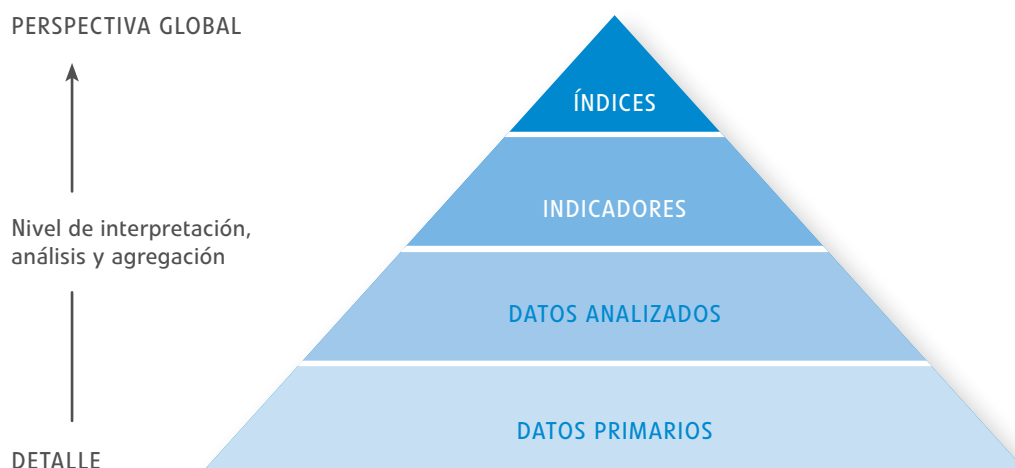 PERSPECTIVA GLOBAL
ÍNDICES
INDICADORES
Nivel de interpretación,
análisis y agregación
DATOS ANALIZADOS
DATOS PRIMARIOS
DETALLE